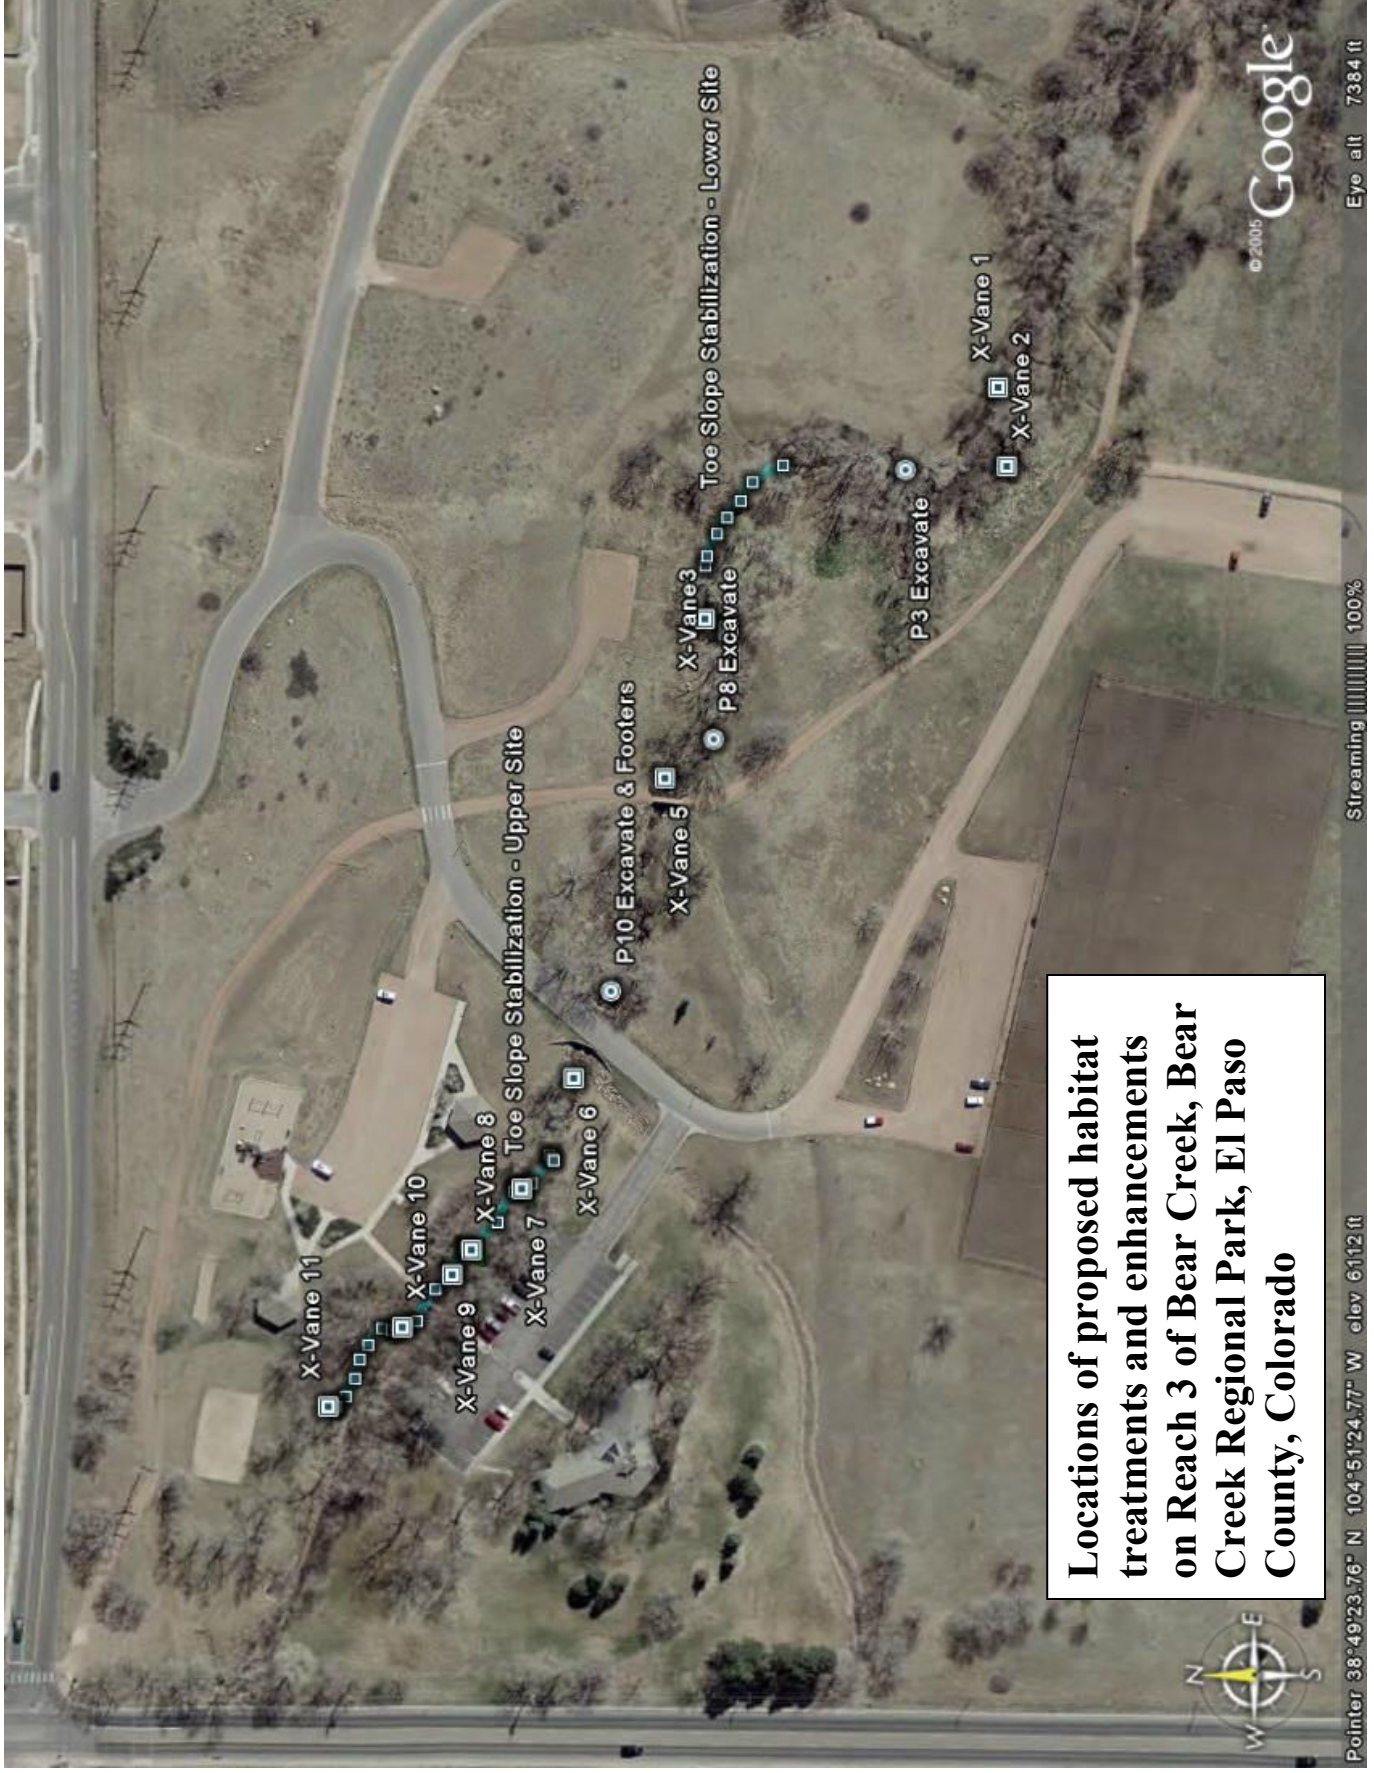 Toe Slope Stabilization - Lower Site
X-Vane 1
X-Vane 2
X-Vane3
P8 Excavate
P3 Excavate
P10 Excavate & Footers
X-Vane 5
Toe Slope Stabilization - Upper Site
X-Vane 6
X-Vane 8
X-Vane 7
X-Vane 10
X-Vane 9
X-Vane 11
Locations of proposed habitat
treatments and enhancements
on Reach 3 of Bear Creek, Bear
Creek Regional Park, El Paso
County, Colorado
N
W E
S
©2005 Google
Pointer 38°49'23.76" N 104°51'24.77" W elev 6112 ft Streaming |||||||||| 100% Eye alt 7384 ft